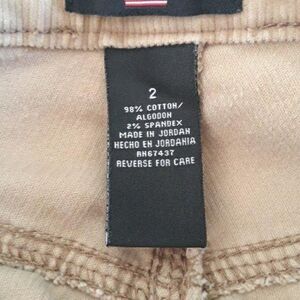 2
98% COTTON/
ALGODON
2% SPANDEX
MADE IN JORDAN
HECHO EN JORDANIA
RN67437
REVERSE FOR CARE